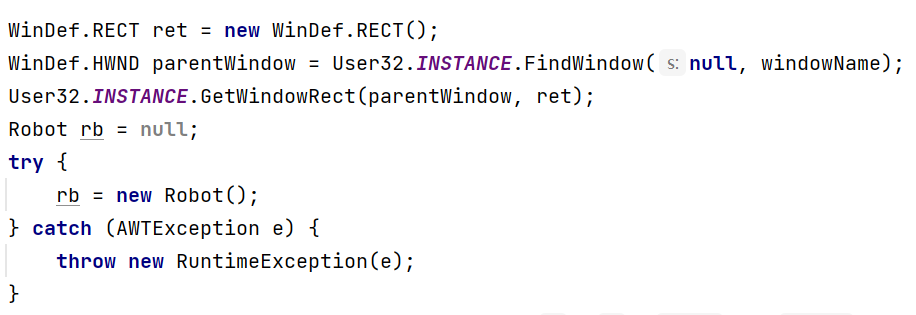 WinDef.RECT ret = new WinDef.RECT();
WinDef.HWND parentWindow = User32.INSTANCE.FindWindow( s: null, windowName);
User32.INSTANCE.GetWindowRect(parentWindow, ret);
Robot rb = null;
try {
    rb = new Robot();
} catch (AWTException e) {
    throw new RuntimeException(e);
}